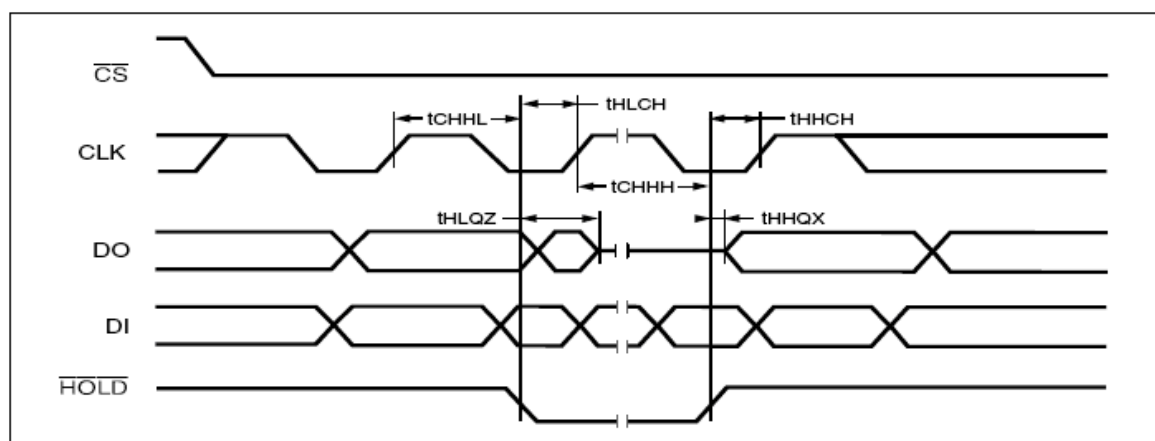 CS
tHLCH
tCHHL
tHHCH
CLK
tCHHH
tHLQZ
tHHQX
DO
DI
HOLD